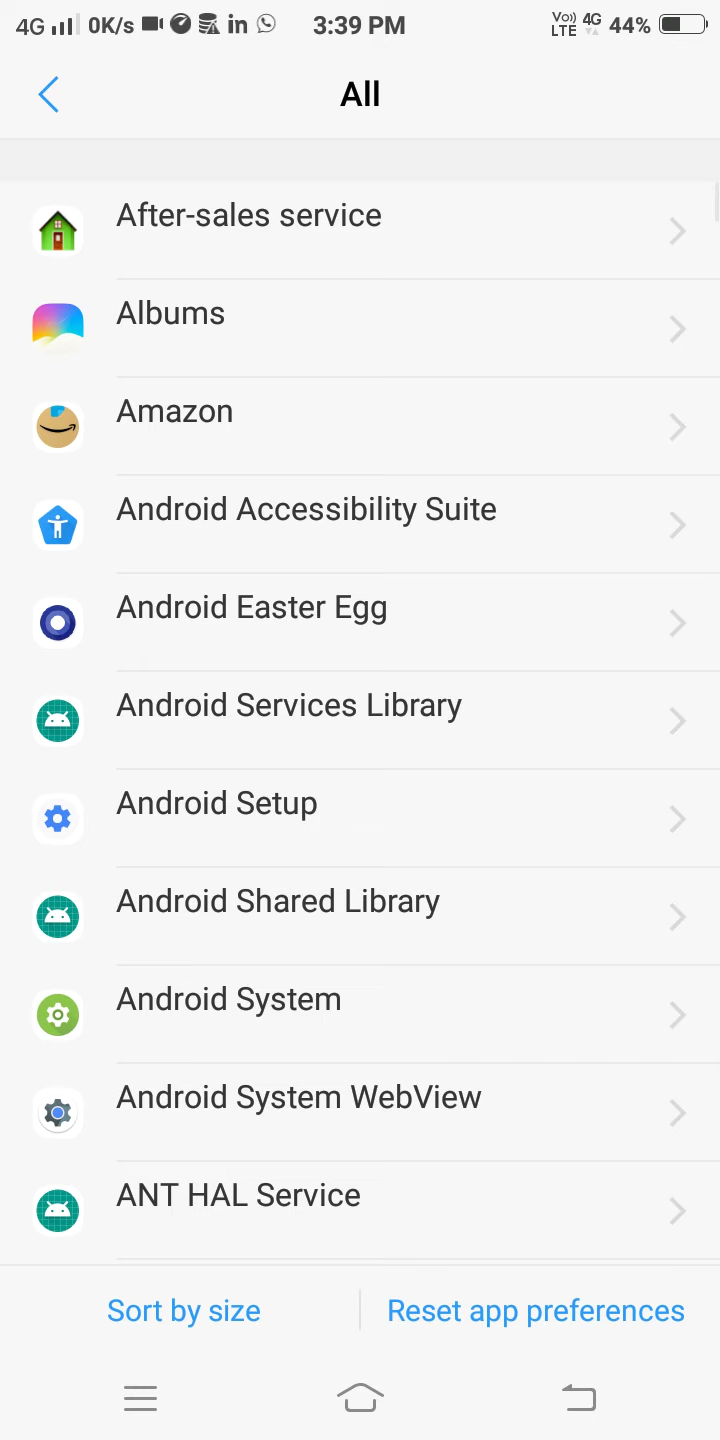 4G 0K/s in 3:39 PM Vo)) LTE 4G 44%
All
After-sales service
Albums
Amazon
Android Accessibility Suite
Android Easter Egg
Android Services Library
Android Setup
Android Shared Library
Android System
Android System WebView
ANT HAL Service
Sort by size
Reset app preferences